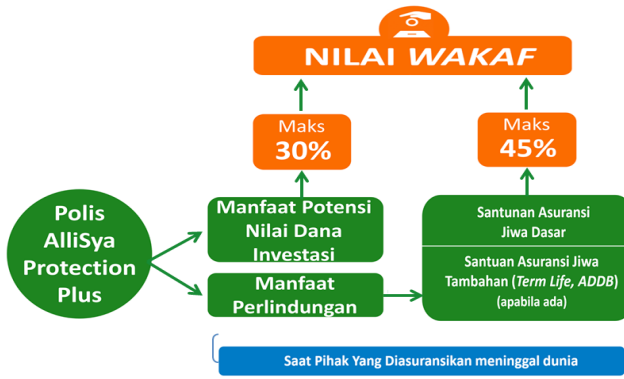 NILAI WAKAF
Maks
30%
Maks
45%
Polis
AlliSya
Protection
Plus
Manfaat Potensi
Nilai Dana
Investasi
Manfaat
Perlindungan
Santunan Asuransi
Jiwa Dasar
Santuan Asuransi Jiwa
Tambahan (Term Life, ADDB)
(apabila ada)
Saat Pihak Yang Diasuransikan meninggal dunia